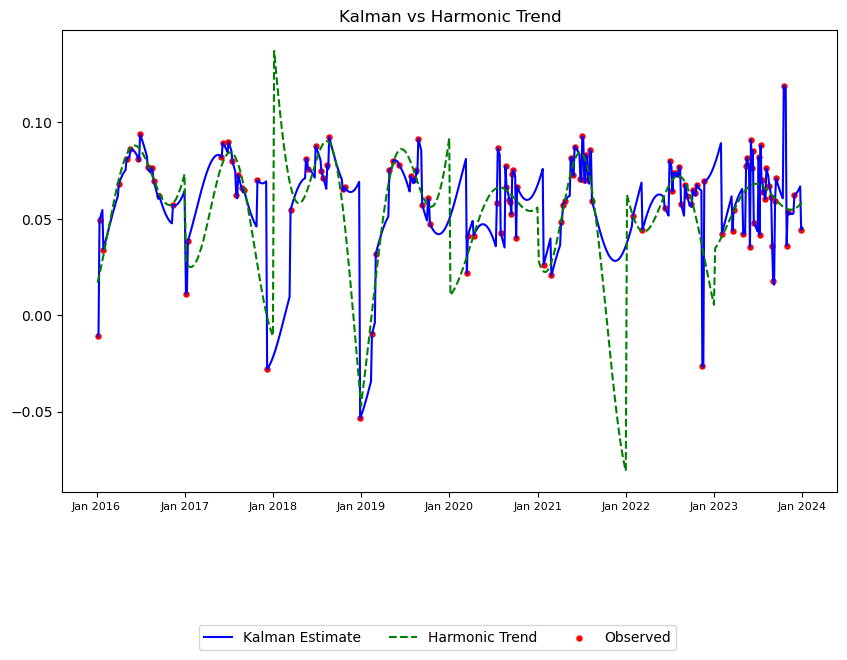 Kalman vs Harmonic Trend
0.10
0.05
0.00
−0.05
Jan 2016 Jan 2017 Jan 2018 Jan 2019 Jan 2020 Jan 2021 Jan 2022 Jan 2023 Jan 2024
Kalman Estimate Harmonic Trend Observed